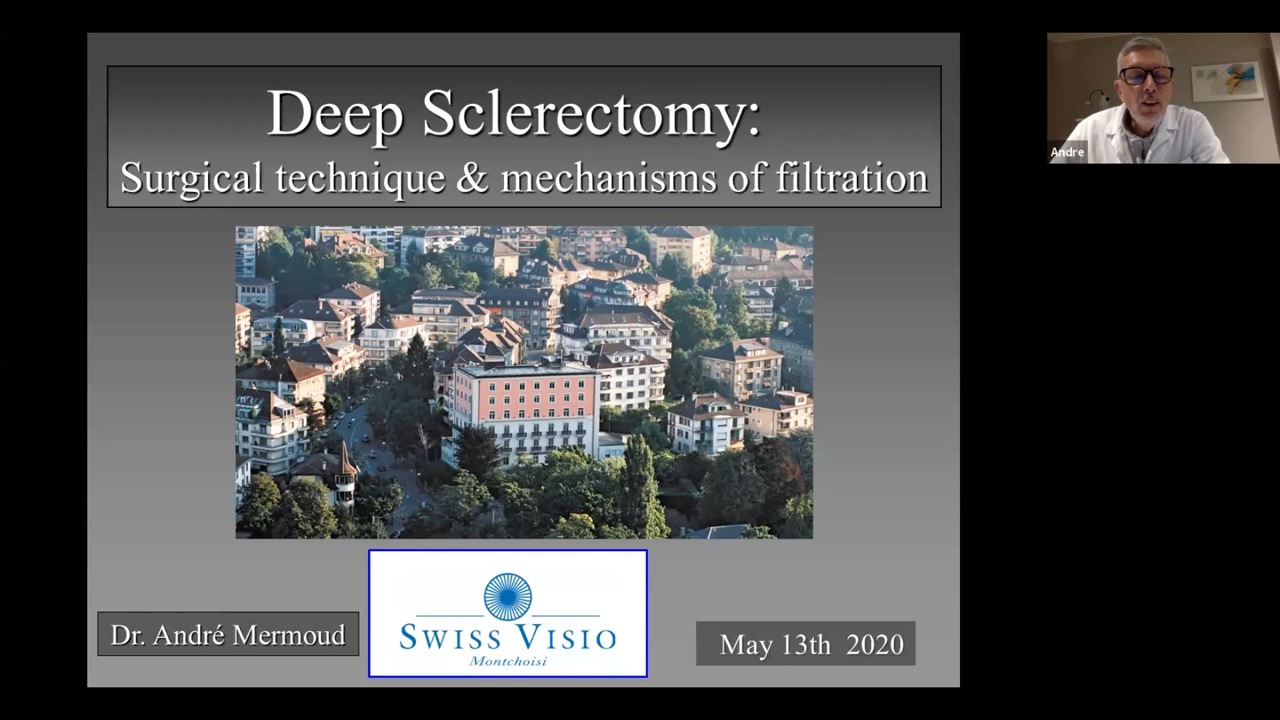 Deep Sclerectomy:
Surgical technique & mechanisms of filtration
Andre
Dr. André Mermoud
SWISS VISIO
Montchoisi
May 13th 2020